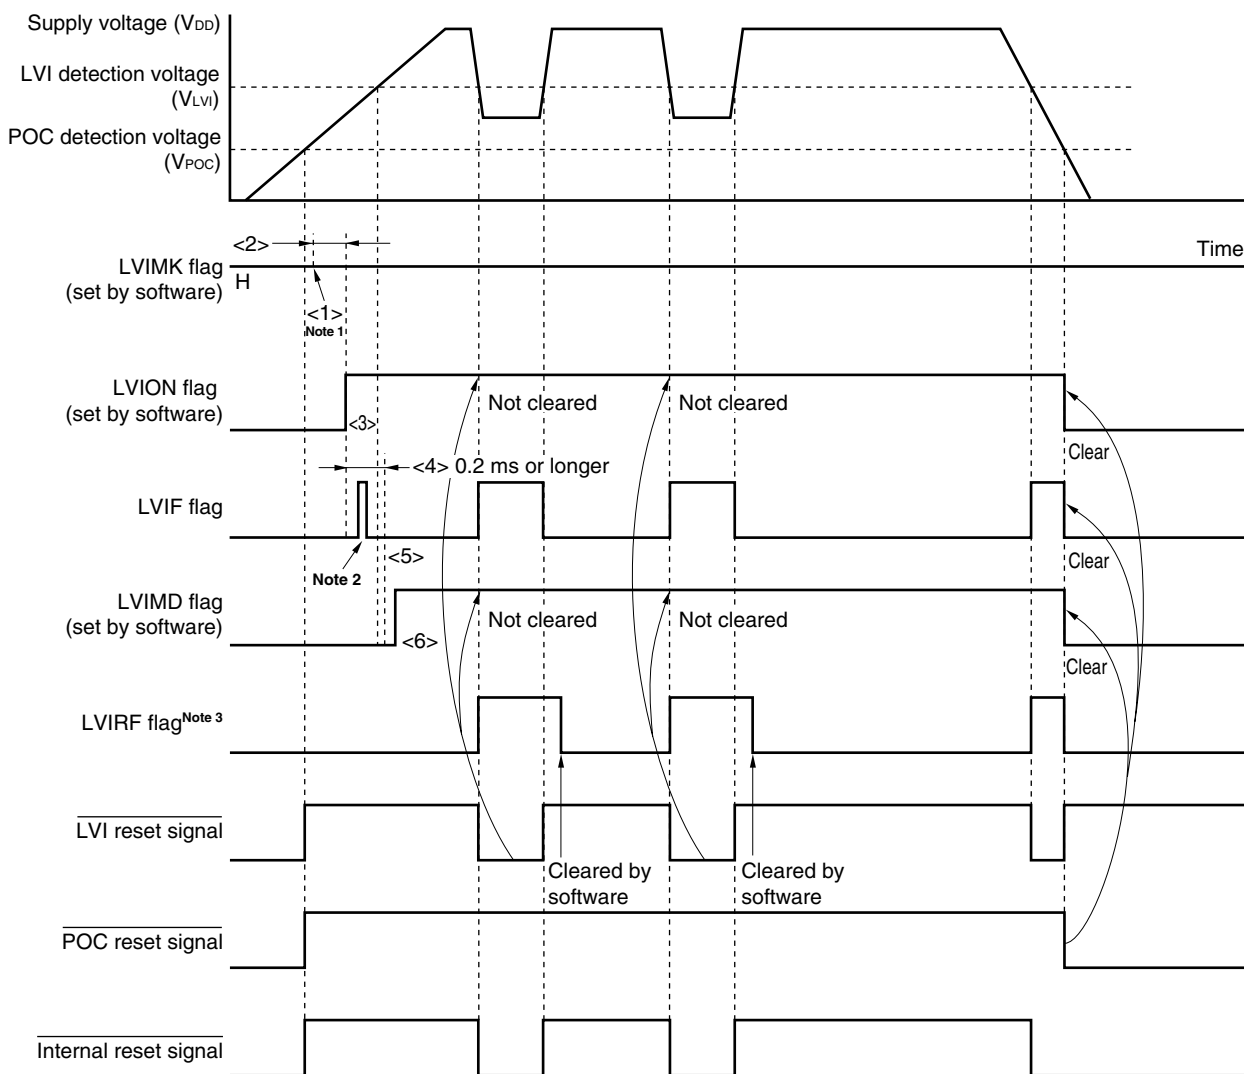 Supply voltage (VDD)
LVI detection voltage
(VLVI)
POC detection voltage
(VPOC)
<2>
Time
LVIMK flag
(set by software)
H
<1>
Note 1
LVION flag
(set by software)
Not cleared
Not cleared
<3>
Clear
<4> 0.2 ms or longer
LVIF flag
<5>
Clear
Note 2
LVIMD flag
(set by software)
Not cleared
Not cleared
<6>
Clear
LVIRF flagNote 3
LVI reset signal
Cleared by
software
Cleared by
software
POC reset signal
Internal reset signal